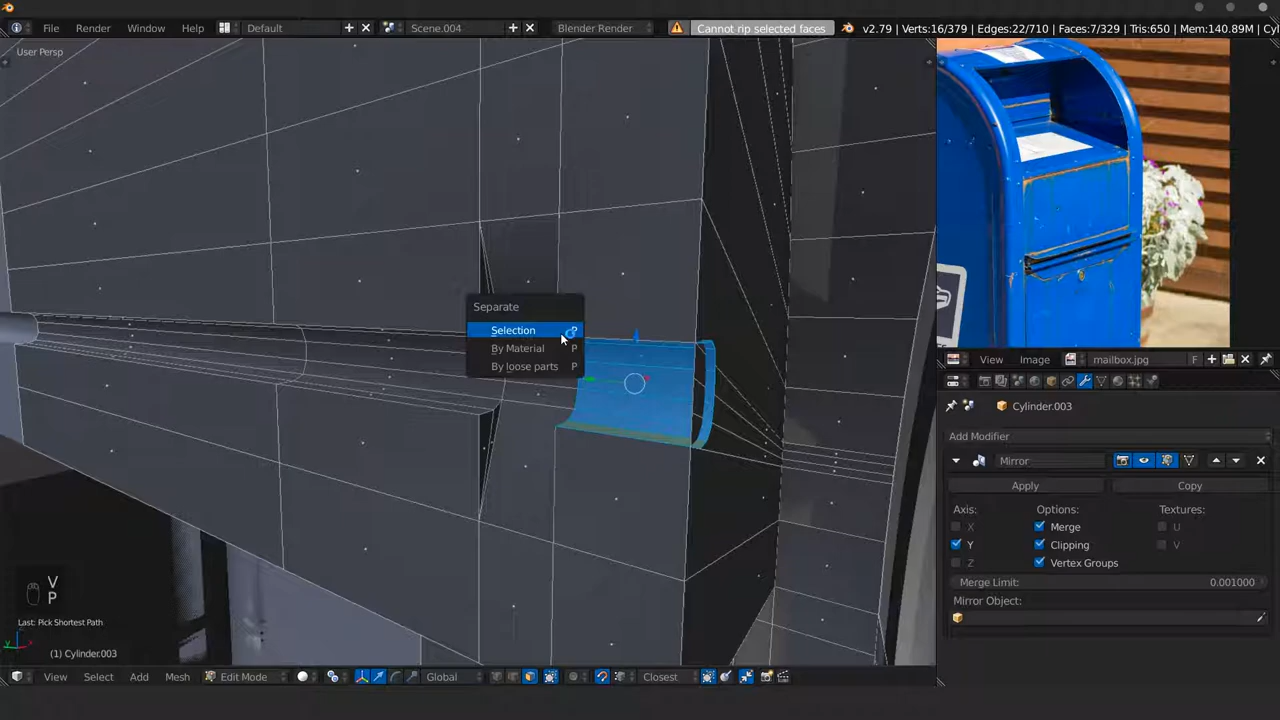 File Render Window Help Default Scene.004 Blender Render Cannot rip selected faces v2.79 | Verts:16/379 | Edges:22/710 | Faces:7/329 | Tris:650 | Mem:140.89M | Cyl
User Persp
Separate
Selection P
By Material P
By loose parts P
View Image mailbox.jpg F
Cylinder.003
Add Modifier
Mirror
Apply Copy
Axis: Options: Textures:
X Merge U
Y Clipping V
Z Vertex Groups
Merge Limit: 0.001000
Mirror Object:
V
P
Last: Pick Shortest Path
(1) Cylinder.003
View Select Add Mesh Edit Mode Global Closest